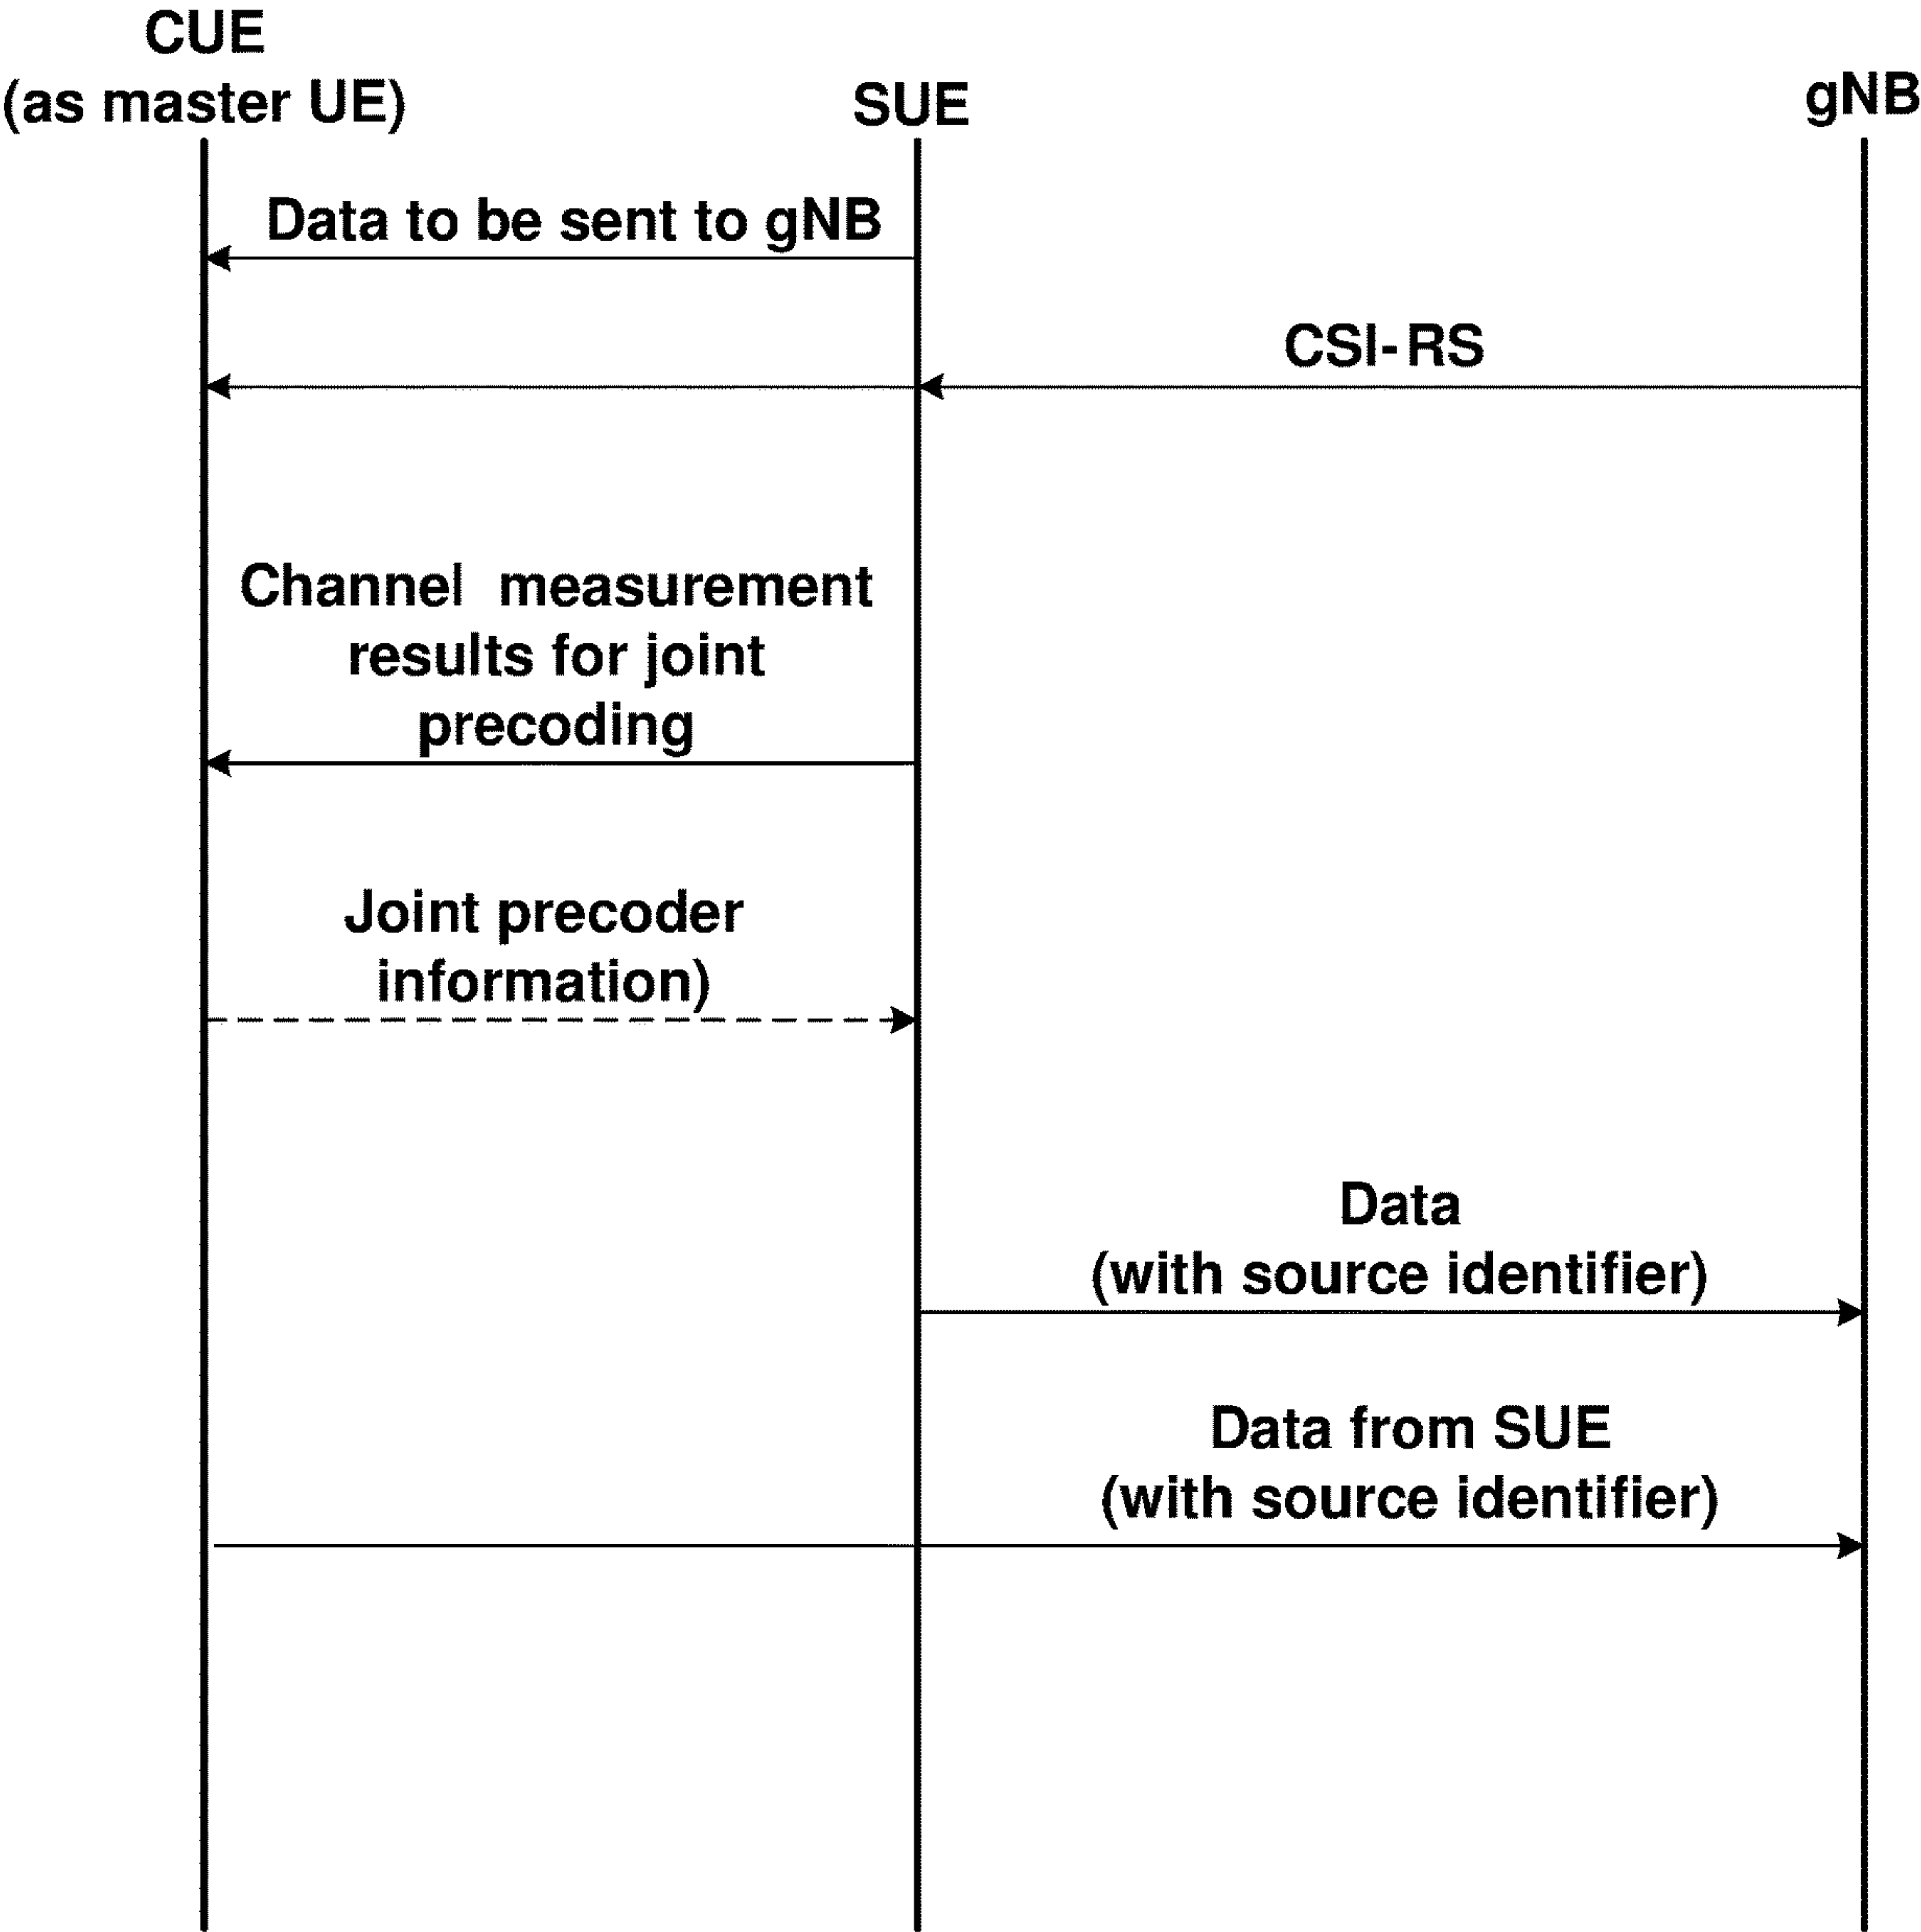 CUE
(as master UE)
SUE
gNB
Data to be sent to gNB
CSI-RS
Channel measurement
results for joint
precoding
Joint precoder
information)
Data
(with source identifier)
Data from SUE
(with source identifier)